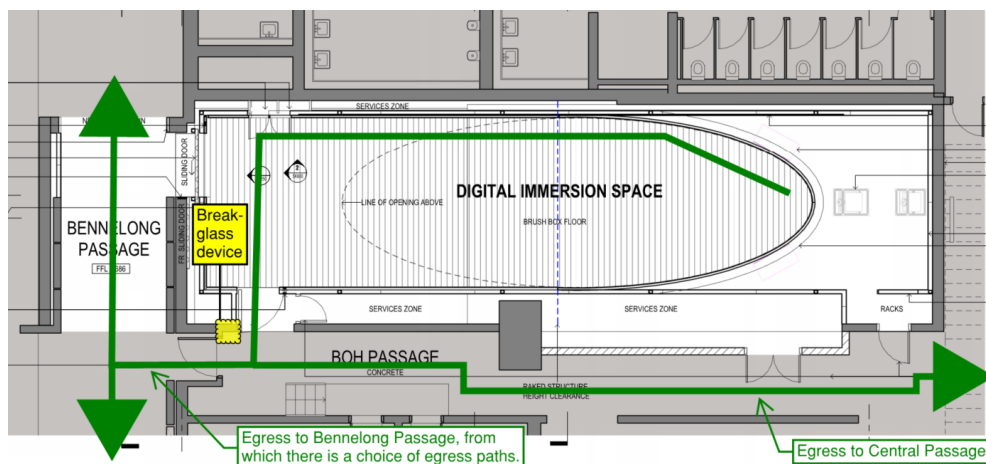 SERVICES ZONE
SLIDING DOOR
2
DIGITAL IMMERSION SPACE
LINE OF OPENING ABOVE
BRUSH BOX FLOOR
Break-
glass
device
FR. SLIDING DOOR
BENNELONG
PASSAGE
FFL
SERVICES ZONE
SERVICES ZONE
RACKS
BOH PASSAGE
CONCRETE
RAKED STRUCTURE
HEIGHT CLEARANCE
Egress to Bennelong Passage, from
which there is a choice of egress paths.
Egress to Central Passage